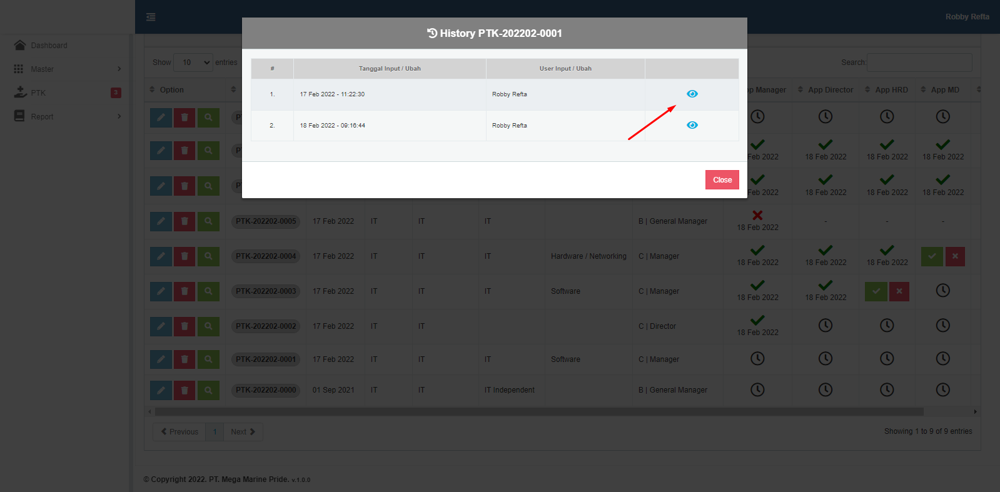 Robby Refta
History PTK-202202-0001
Dashboard
Master
PTK 3
Report
Show 10 entries
Search:
# Tanggal Input / Ubah User Input / Ubah
1. 17 Feb 2022 - 11:22:30 Robby Refta
2. 18 Feb 2022 - 09:16:44 Robby Refta
Close
Option App Director App HRD App MD
18 Feb 2022 18 Feb 2022 18 Feb 2022
18 Feb 2022 18 Feb 2022 18 Feb 2022
PTK-202202-0005 17 Feb 2022 IT IT IT B | General Manager 18 Feb 2022 - - -
PTK-202202-0004 17 Feb 2022 IT IT IT Hardware / Networking C | Manager 18 Feb 2022 18 Feb 2022 18 Feb 2022
PTK-202202-0003 17 Feb 2022 IT IT IT Software C | Manager 18 Feb 2022 18 Feb 2022
PTK-202202-0002 17 Feb 2022 IT IT C | Director 18 Feb 2022
PTK-202202-0001 17 Feb 2022 IT IT IT Software C | Manager
PTK-202202-0000 01 Sep 2021 IT IT IT Independent B | General Manager
Previous 1 Next
Showing 1 to 9 of 9 entries
© Copyright 2022. PT. Mega Marine Pride. v.1.0.0